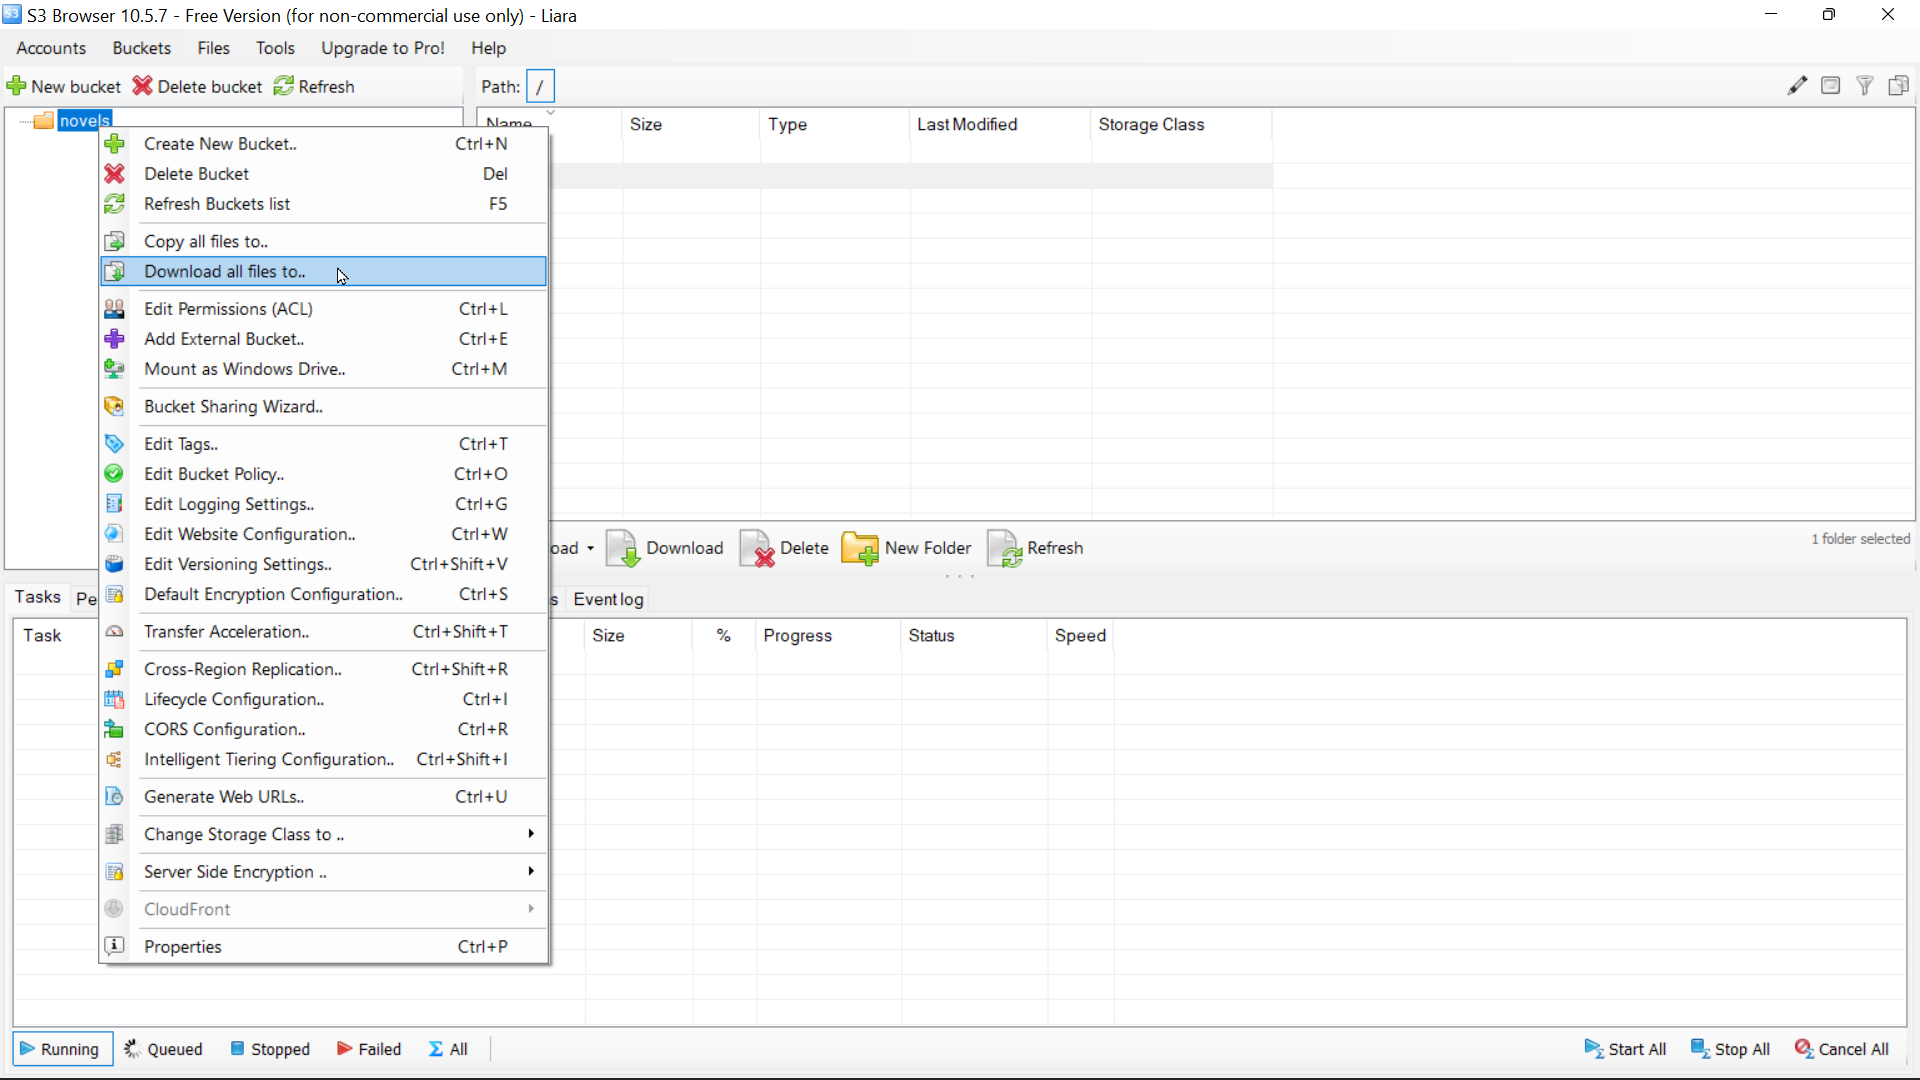 S3 Browser 10.5.7 - Free Version (for non-commercial use only) - Liara
Accounts Buckets Files Tools Upgrade to Pro! Help
New bucket Delete bucket Refresh Path: /
novels
Name Size Type Last Modified Storage Class
Create New Bucket.. Ctrl+N
Delete Bucket Del
Refresh Buckets list F5
Copy all files to..
Download all files to..
Edit Permissions (ACL) Ctrl+L
Add External Bucket.. Ctrl+E
Mount as Windows Drive.. Ctrl+M
Bucket Sharing Wizard..
Edit Tags.. Ctrl+T
Edit Bucket Policy.. Ctrl+O
Edit Logging Settings.. Ctrl+G
Edit Website Configuration.. Ctrl+W
Edit Versioning Settings.. Ctrl+Shift+V
Default Encryption Configuration.. Ctrl+S
Transfer Acceleration.. Ctrl+Shift+T
Cross-Region Replication.. Ctrl+Shift+R
Lifecycle Configuration.. Ctrl+I
CORS Configuration.. Ctrl+R
Intelligent Tiering Configuration.. Ctrl+Shift+I
Generate Web URLs.. Ctrl+U
Change Storage Class to ..
Server Side Encryption ..
CloudFront
Properties Ctrl+P
oad Download Delete New Folder Refresh 1 folder selected
Tasks Pe s Event log
Task Size % Progress Status Speed
Running Queued Stopped Failed All Start All Stop All Cancel All